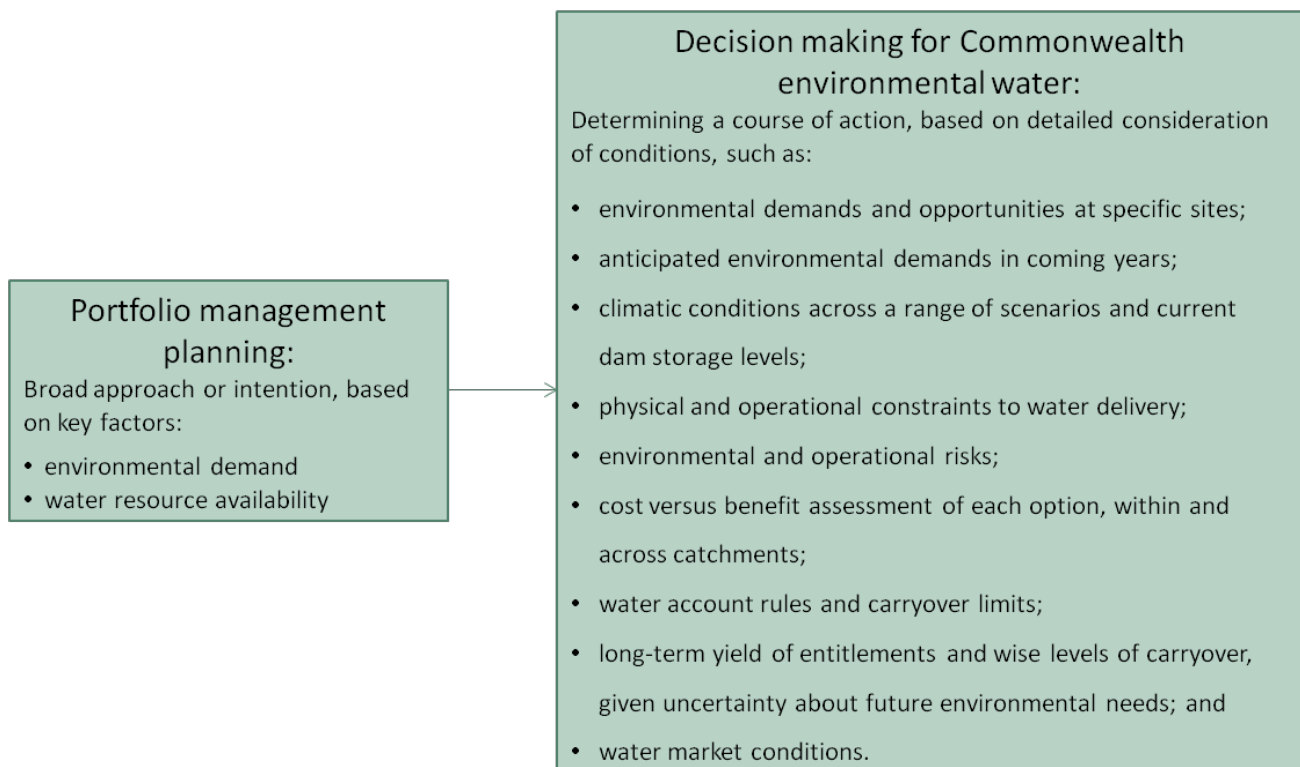 Portfolio management
planning:
Broad approach or intention, based
on key factors:
• environmental demand
• water resource availability
Decision making for Commonwealth
environmental water:
Determining a course of action, based on detailed consideration
of conditions, such as:
• environmental demands and opportunities at specific sites;
• anticipated environmental demands in coming years;
• climatic conditions across a range of scenarios and current
dam storage levels;
• physical and operational constraints to water delivery;
• environmental and operational risks;
• cost versus benefit assessment of each option, within and
across catchments;
• water account rules and carryover limits;
• long-term yield of entitlements and wise levels of carryover,
given uncertainty about future environmental needs; and
• water market conditions.